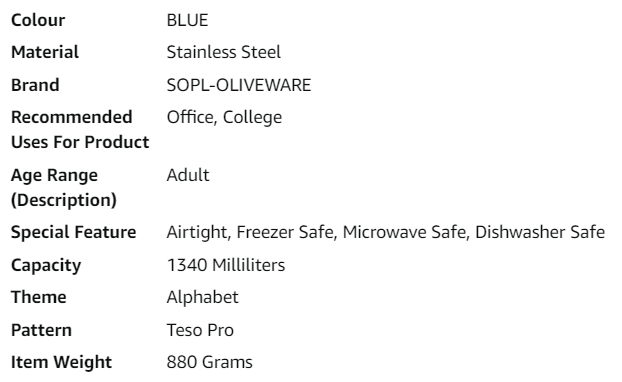 Colour BLUE
Material Stainless Steel
Brand SOPL-OLIVEWARE
Recommended Office, College
Uses For Product
Age Range Adult
(Description)
Special Feature Airtight, Freezer Safe, Microwave Safe, Dishwasher Safe
Capacity 1340 Milliliters
Theme Alphabet
Pattern Teso Pro
Item Weight 880 Grams